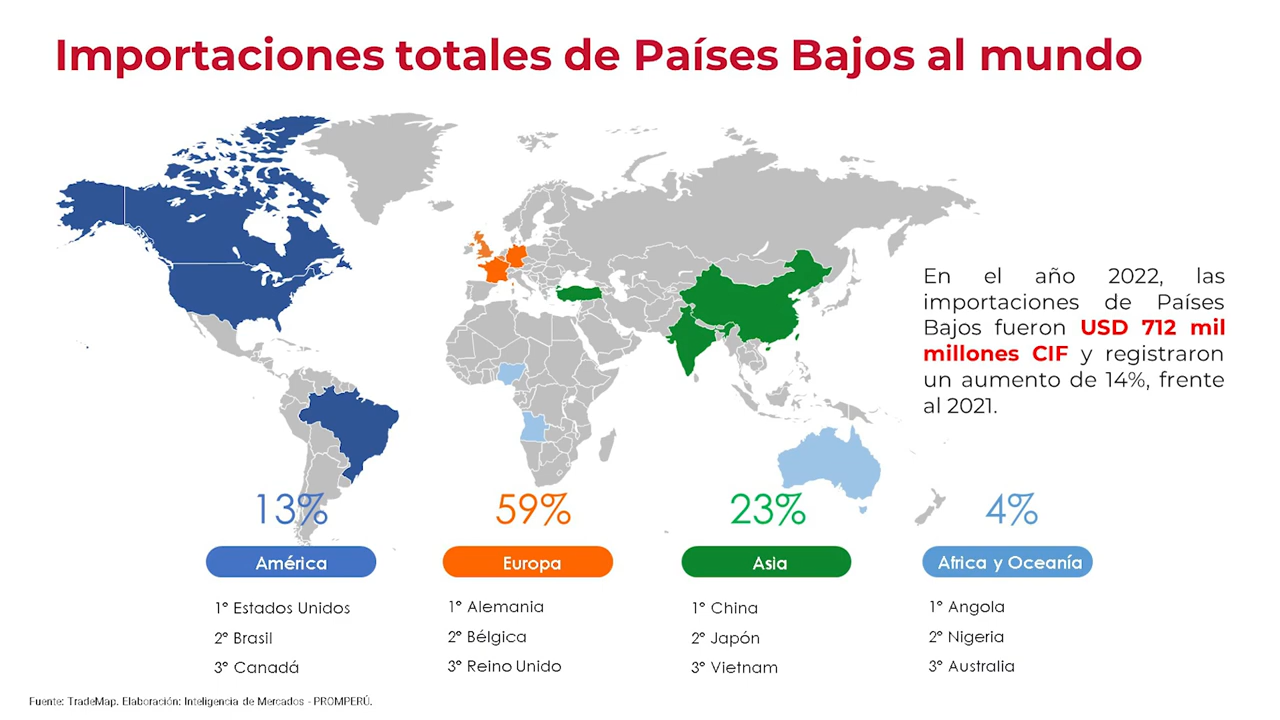 Importaciones totales de Países Bajos al mundo
En el año 2022, las
importaciones de Países
Bajos fueron USD 712 mil
millones CIF y registraron
un aumento de 14%, frente
al 2021.
13%
América
1° Estados Unidos
2° Brasil
3° Canadá
59%
Europa
1° Alemania
2° Bélgica
3° Reino Unido
23%
Asia
1° China
2° Japón
3° Vietnam
4%
Africa y Oceanía
1° Angola
2° Nigeria
3° Australia
Fuente: TradeMap. Elaboración: Inteligencia de Mercados - PROMPERÚ.